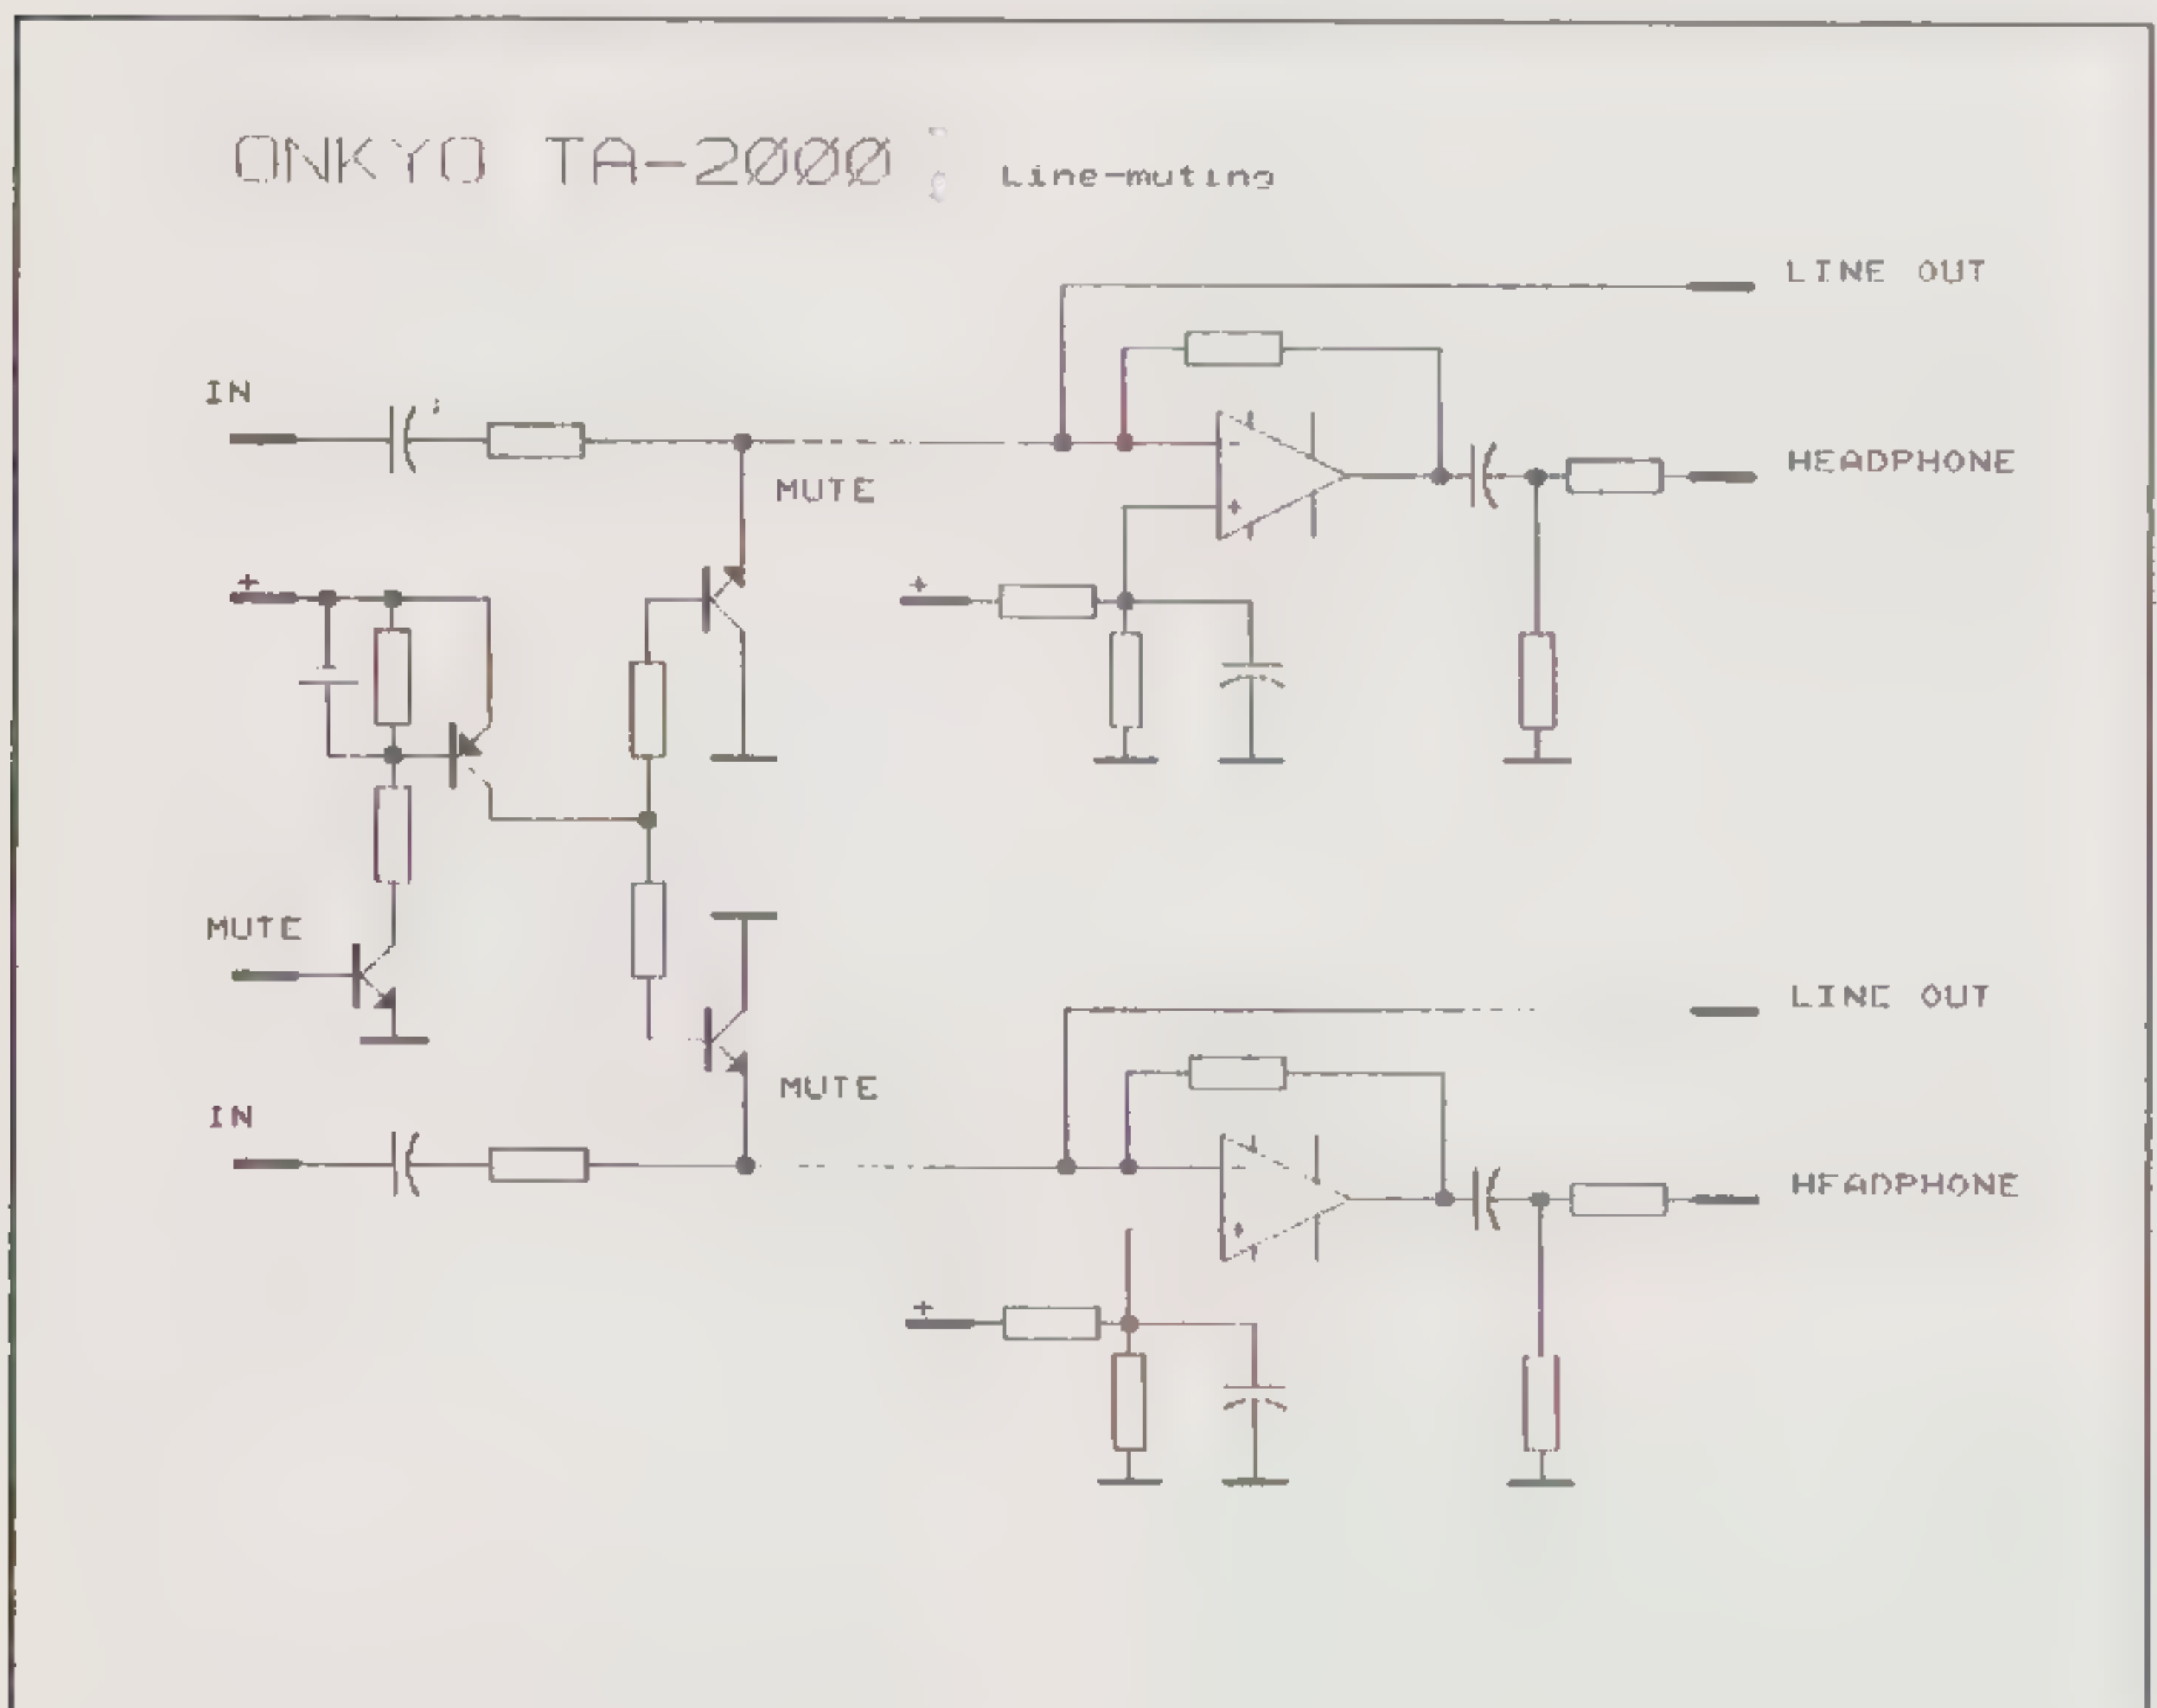 ONKYO TA-2000 : Line-muting
LINE OUT
IN
HEADPHONE
MUTE
+
+
MUTE
LINE OUT
MUTE
IN
HEADPHONE
+